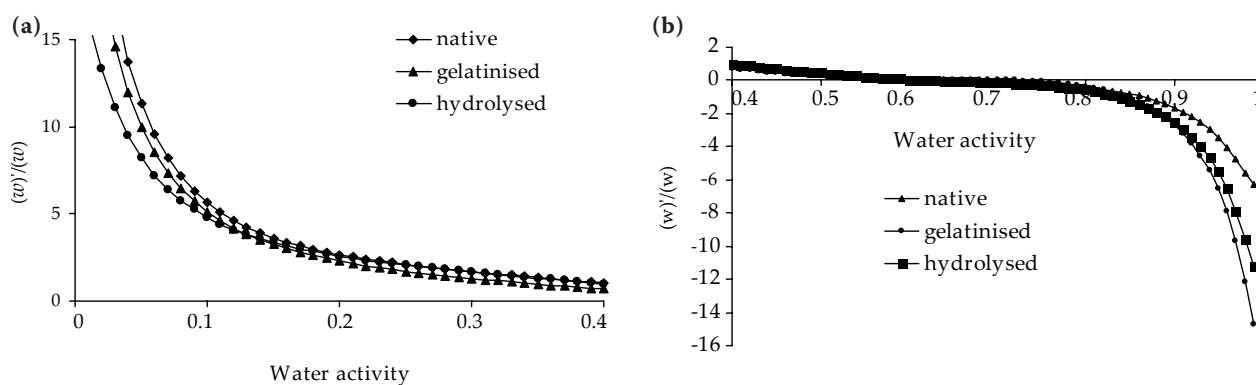 (a)
15
10
5
0
(w)'/(w)
native
gelatinised
hydrolysed
0 0.1 0.2 0.3 0.4
Water activity
(b)
2
0
-2
-4
-6
-8
-10
-12
-14
-16
(w)'/(w)
0.4 0.5 0.6 0.7 0.8 0.9 1
Water activity
native
gelatinised
hydrolysed